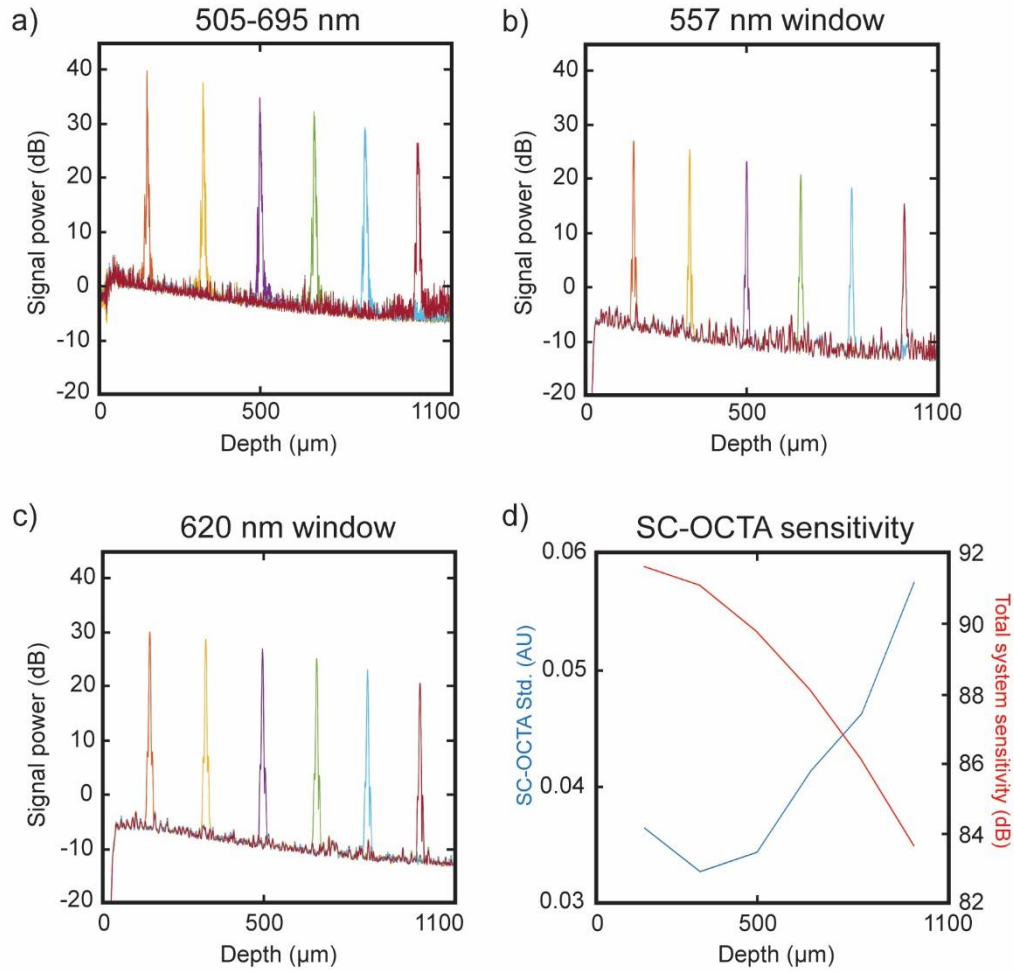 a)
505-695 nm
Signal power (dB)
40
30
20
10
0
-10
-20
0
500
1100
Depth (µm)
b)
557 nm window
Signal power (dB)
40
30
20
10
0
-10
-20
0
500
1100
Depth (µm)
c)
620 nm window
Signal power (dB)
40
30
20
10
0
-10
-20
0
500
1100
Depth (µm)
d)
SC-OCTA sensitivity
SC-OCTA Std. (AU)
0.06
0.05
0.04
0.03
0
500
1100
Depth (µm)
92
90
88
86
84
82
Total system sensitivity
(dB)